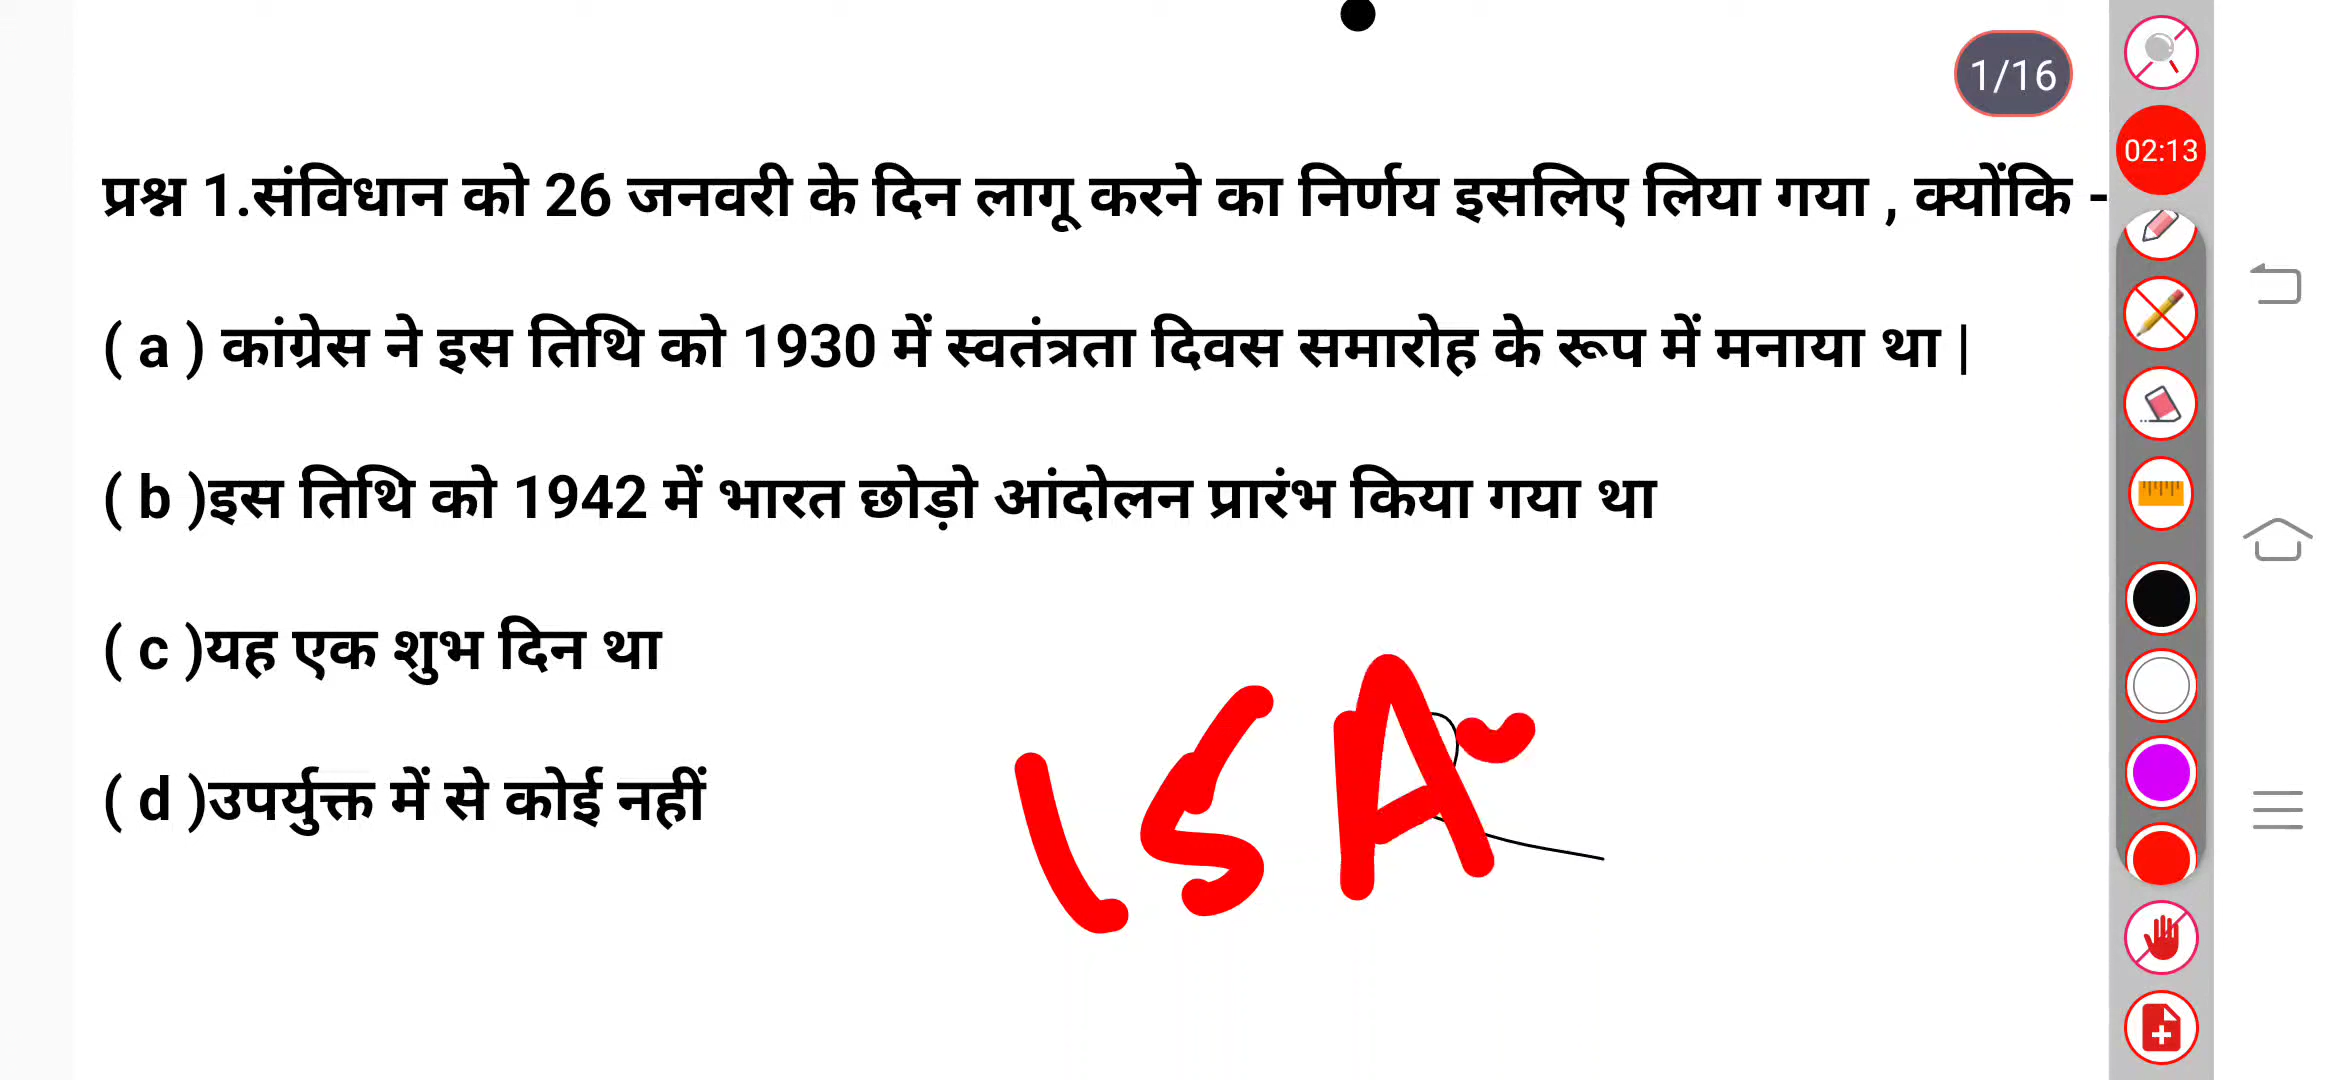 1/16
02:13
प्रश्न 1.संविधान को 26 जनवरी के दिन लागू करने का निर्णय इसलिए लिया गया , क्योंकि -
( a ) कांग्रेस ने इस तिथि को 1930 में स्वतंत्रता दिवस समारोह के रूप में मनाया था |
( b )इस तिथि को 1942 में भारत छोड़ो आंदोलन प्रारंभ किया गया था
( c )यह एक शुभ दिन था
( d )उपर्युक्त में से कोई नहीं